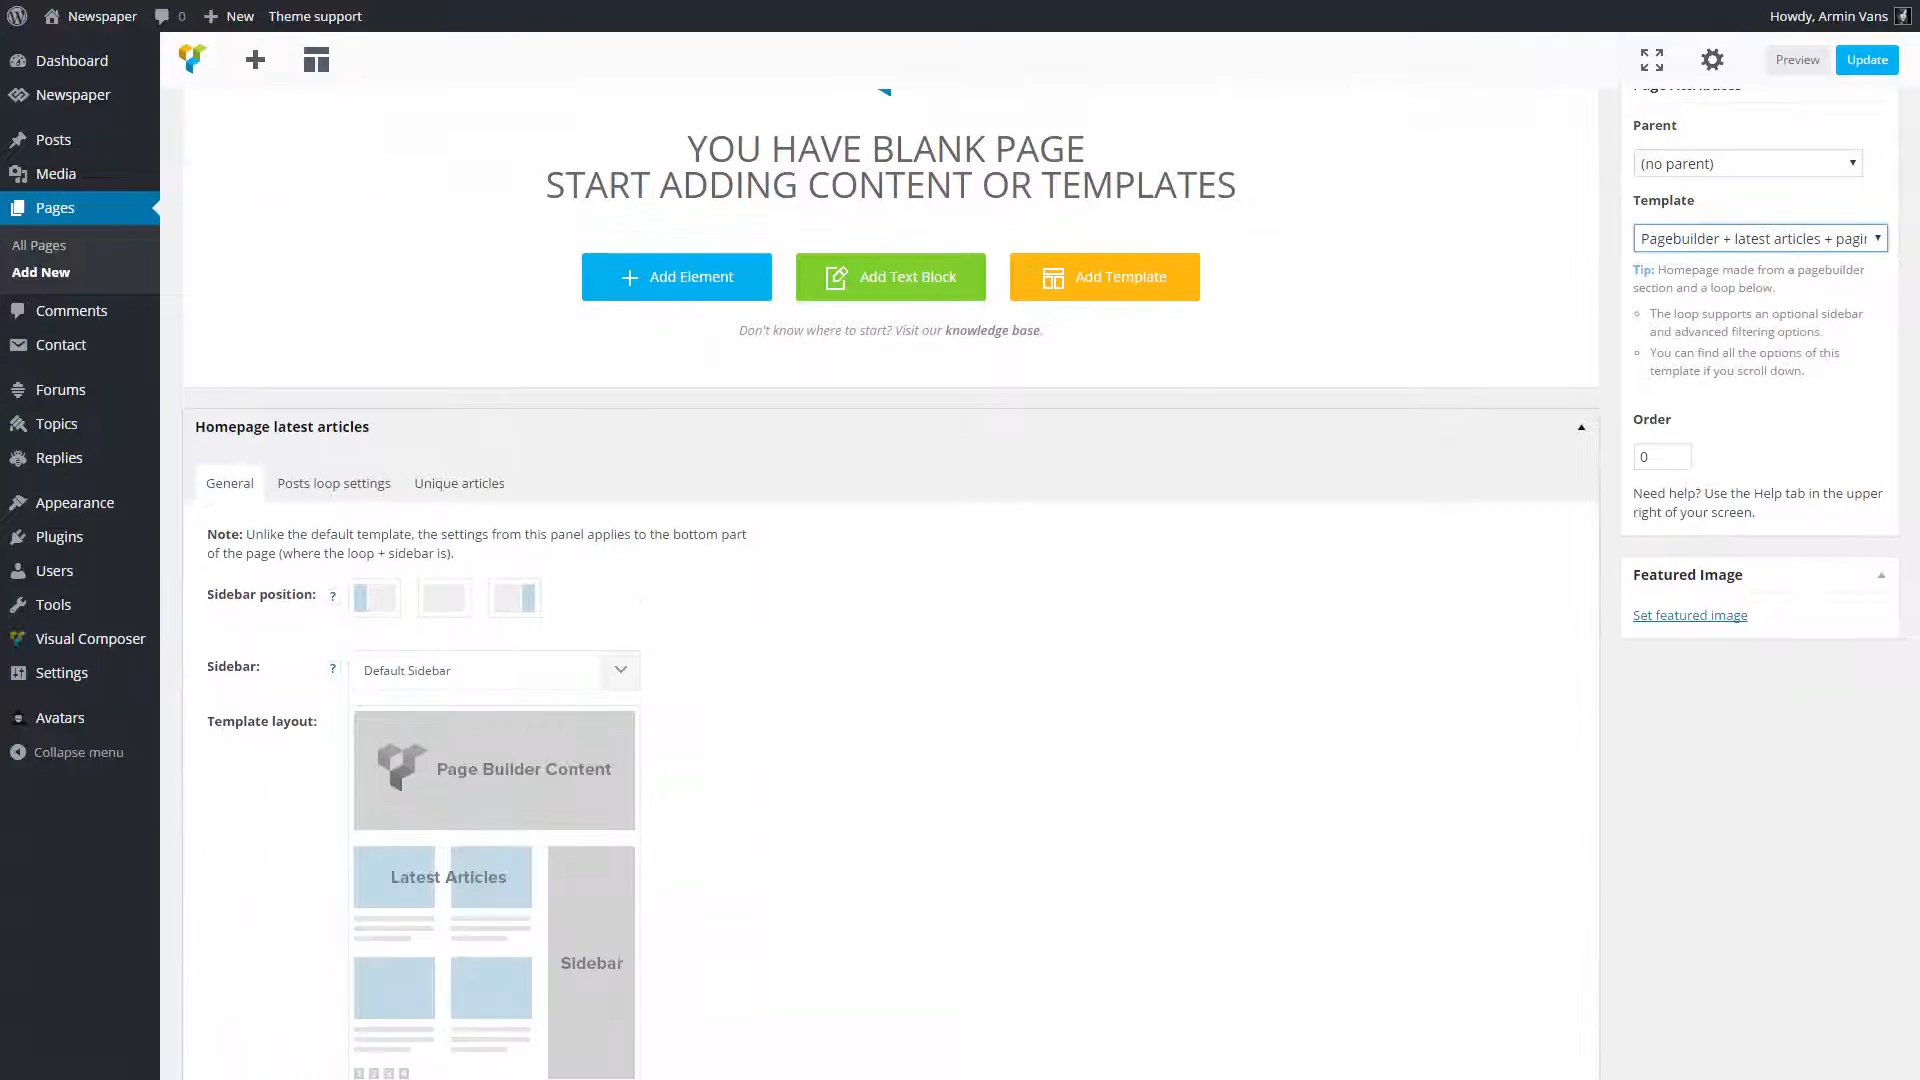 Newspaper
0
New
Theme support
Howdy, Armin Vans
Dashboard
Newspaper
Posts
Media
Pages
All Pages
Add New
Comments
Contact
Forums
Topics
Replies
Appearance
Plugins
Users
Tools
Visual Composer
Settings
Avatars
Collapse menu
Preview
Update
YOU HAVE BLANK PAGE
START ADDING CONTENT OR TEMPLATES
Add Element
Add Text Block
Add Template
Don't know where to start? Visit our knowledge base.
Homepage latest articles
General
Posts loop settings
Unique articles
Note: Unlike the default template, the settings from this panel applies to the bottom part
of the page (where the loop + sidebar is).
Sidebar position: ?
Sidebar: ?
Default Sidebar
Template layout:
Page Builder Content
Latest Articles
Sidebar
1 2 3 4
Page Attributes
Parent
(no parent)
Template
Pagebuilder + latest articles + pagin
Tip: Homepage made from a pagebuilder
section and a loop below.
The loop supports an optional sidebar
and advanced filtering options.
You can find all the options of this
template if you scroll down.
Order
0
Need help? Use the Help tab in the upper
right of your screen.
Featured Image
Set featured image